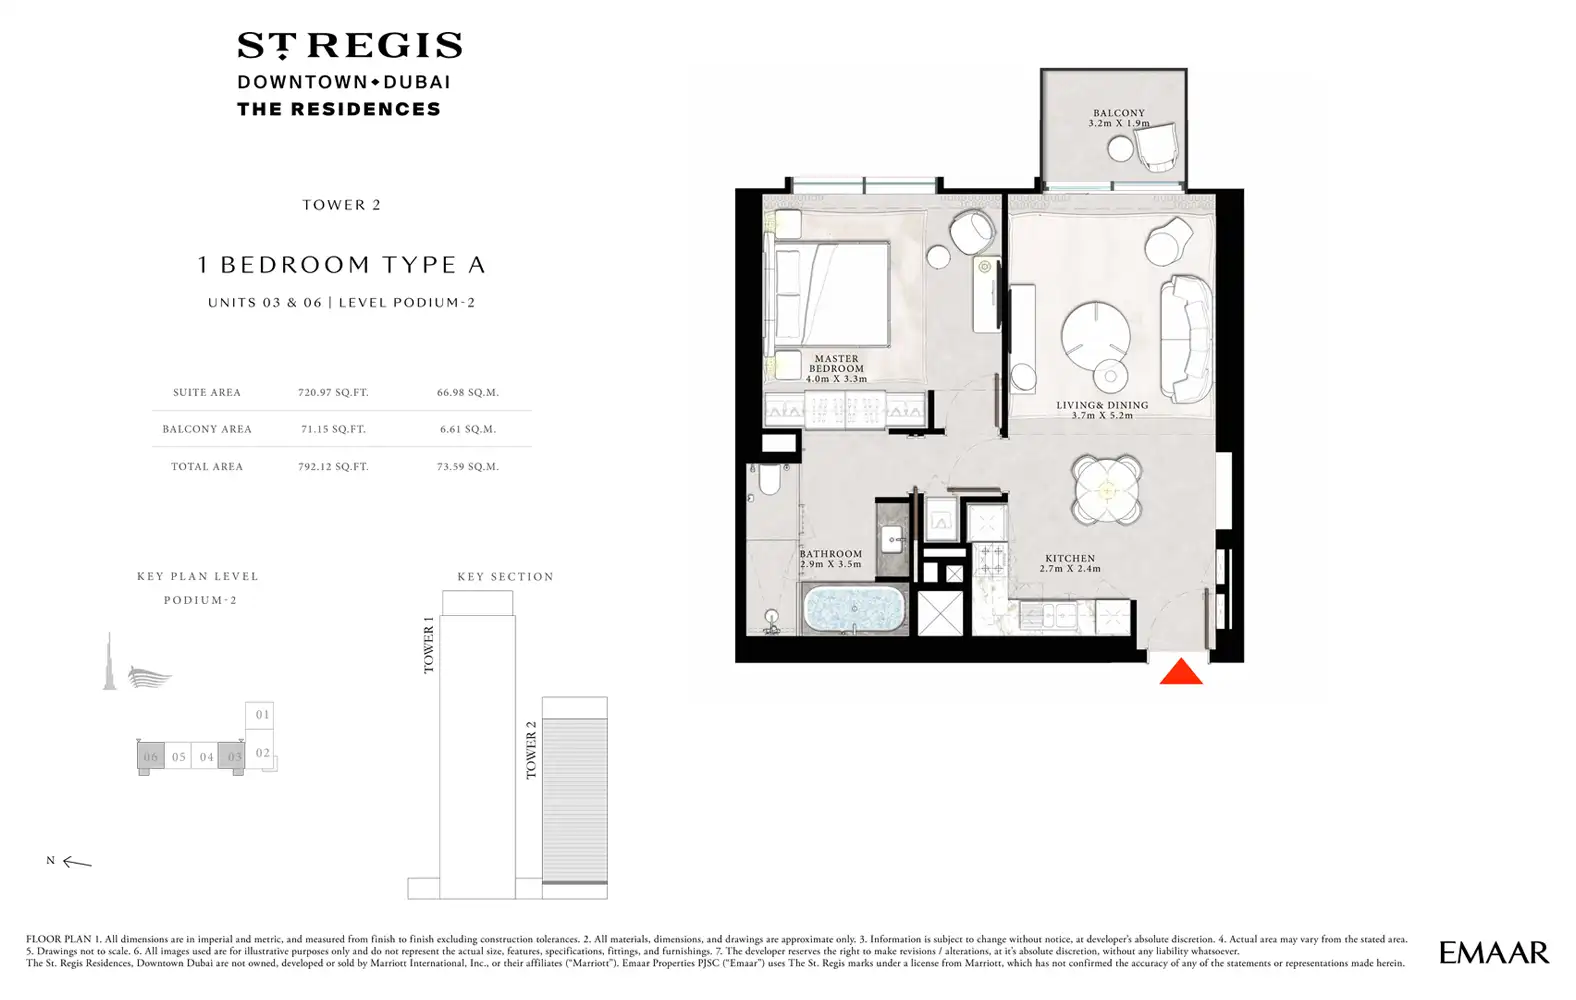 ST REGIS
DOWNTOWN DUBAI
THE RESIDENCES
TOWER 2
1 BEDROOM TYPE A
UNITS 03 & 06 | LEVEL PODIUM-2
SUITE AREA 720.97 SQ.FT. 66.98 SQ.M.
BALCONY AREA 71.15 SQ.FT. 6.61 SQ.M.
TOTAL AREA 792.12 SQ.FT. 73.59 SQ.M.
KEY PLAN LEVEL
PODIUM-2
01
02
06 05 04 03
N
KEY SECTION
TOWER 1
TOWER 2
BALCONY
3.2m X 1.9m
MASTER
BEDROOM
4.0m X 3.3m
LIVING& DINING
3.7m X 5.2m
BATHROOM
2.9m X 3.5m
KITCHEN
2.7m X 2.4m
FLOOR PLAN 1. All dimensions are in imperial and metric, and measured from finish to finish excluding construction tolerances. 2. All materials, dimensions, and drawings are approximate only. 3. Information is subject to change without notice, at developer's absolute discretion. 4. Actual area may vary from the stated area.
5. Drawings not to scale. 6. All images used are for illustrative purposes only and do not represent the actual size, features, specifications, fittings, and furnishings. 7. The developer reserves the right to make revisions / alterations, at it's absolute discretion, without any liability whatsoever.
The St. Regis Residences, Downtown Dubai are not owned, developed or sold by Marriott International, Inc., or their affiliates ("Marriott"). Emaar Properties PJSC ("Emaar") uses The St. Regis marks under a license from Marriott, which has not confirmed the accuracy of any of the statements or representations made herein.
EMAAR